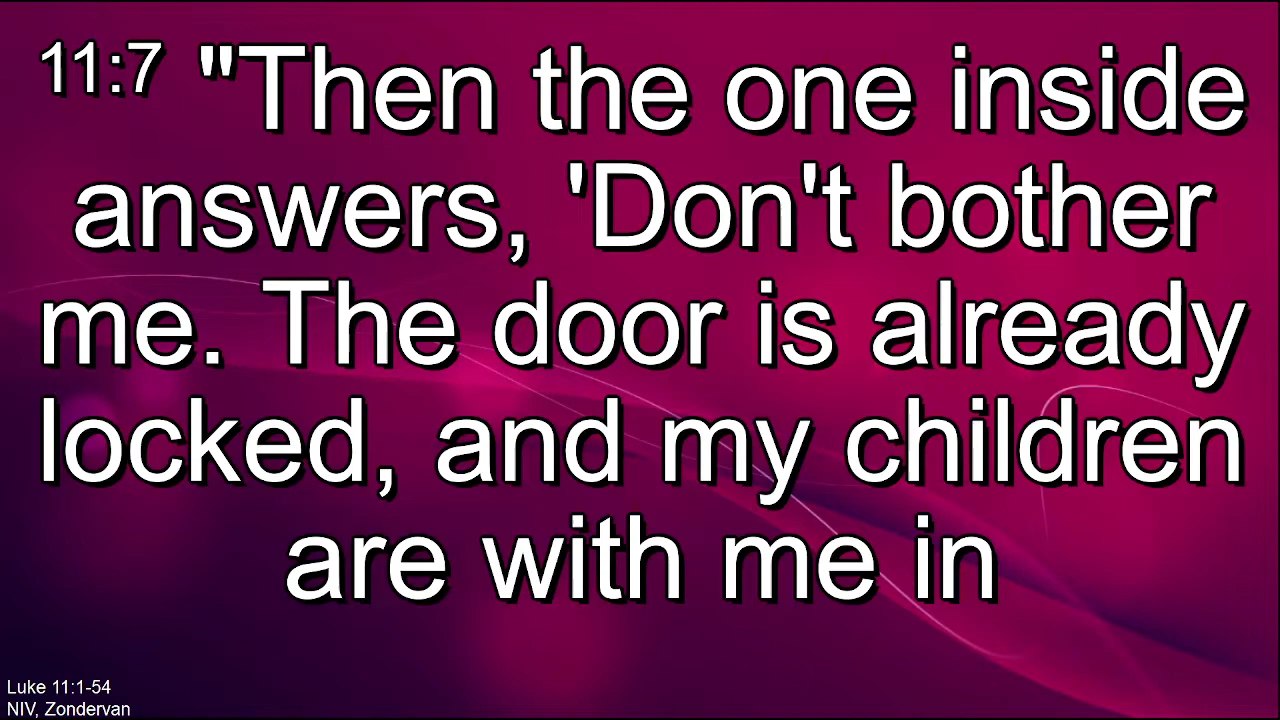 11:7 "Then the one inside
answers, 'Don't bother
me. The door is already
locked, and my children
are with me in
Luke 11:1-54
NIV, Zondervan